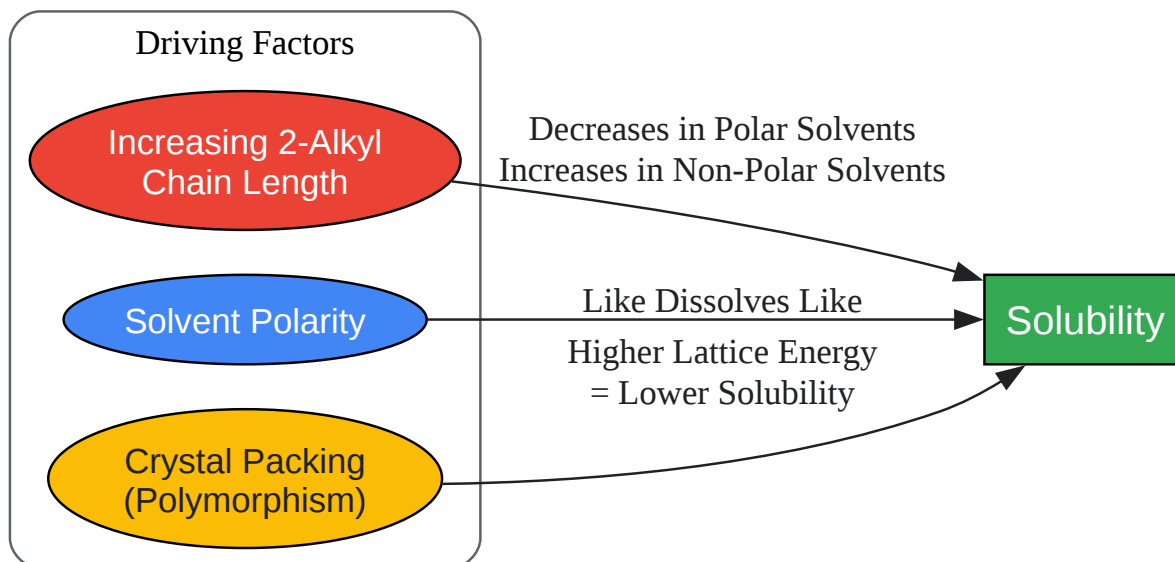 Driving Factors
Increasing 2-Alkyl
Chain Length
Decreases in Polar Solvents
Increases in Non-Polar Solvents
Solvent Polarity
Like Dissolves Like
Solubility
Higher Lattice Energy
= Lower Solubility
Crystal Packing
(Polymorphism)